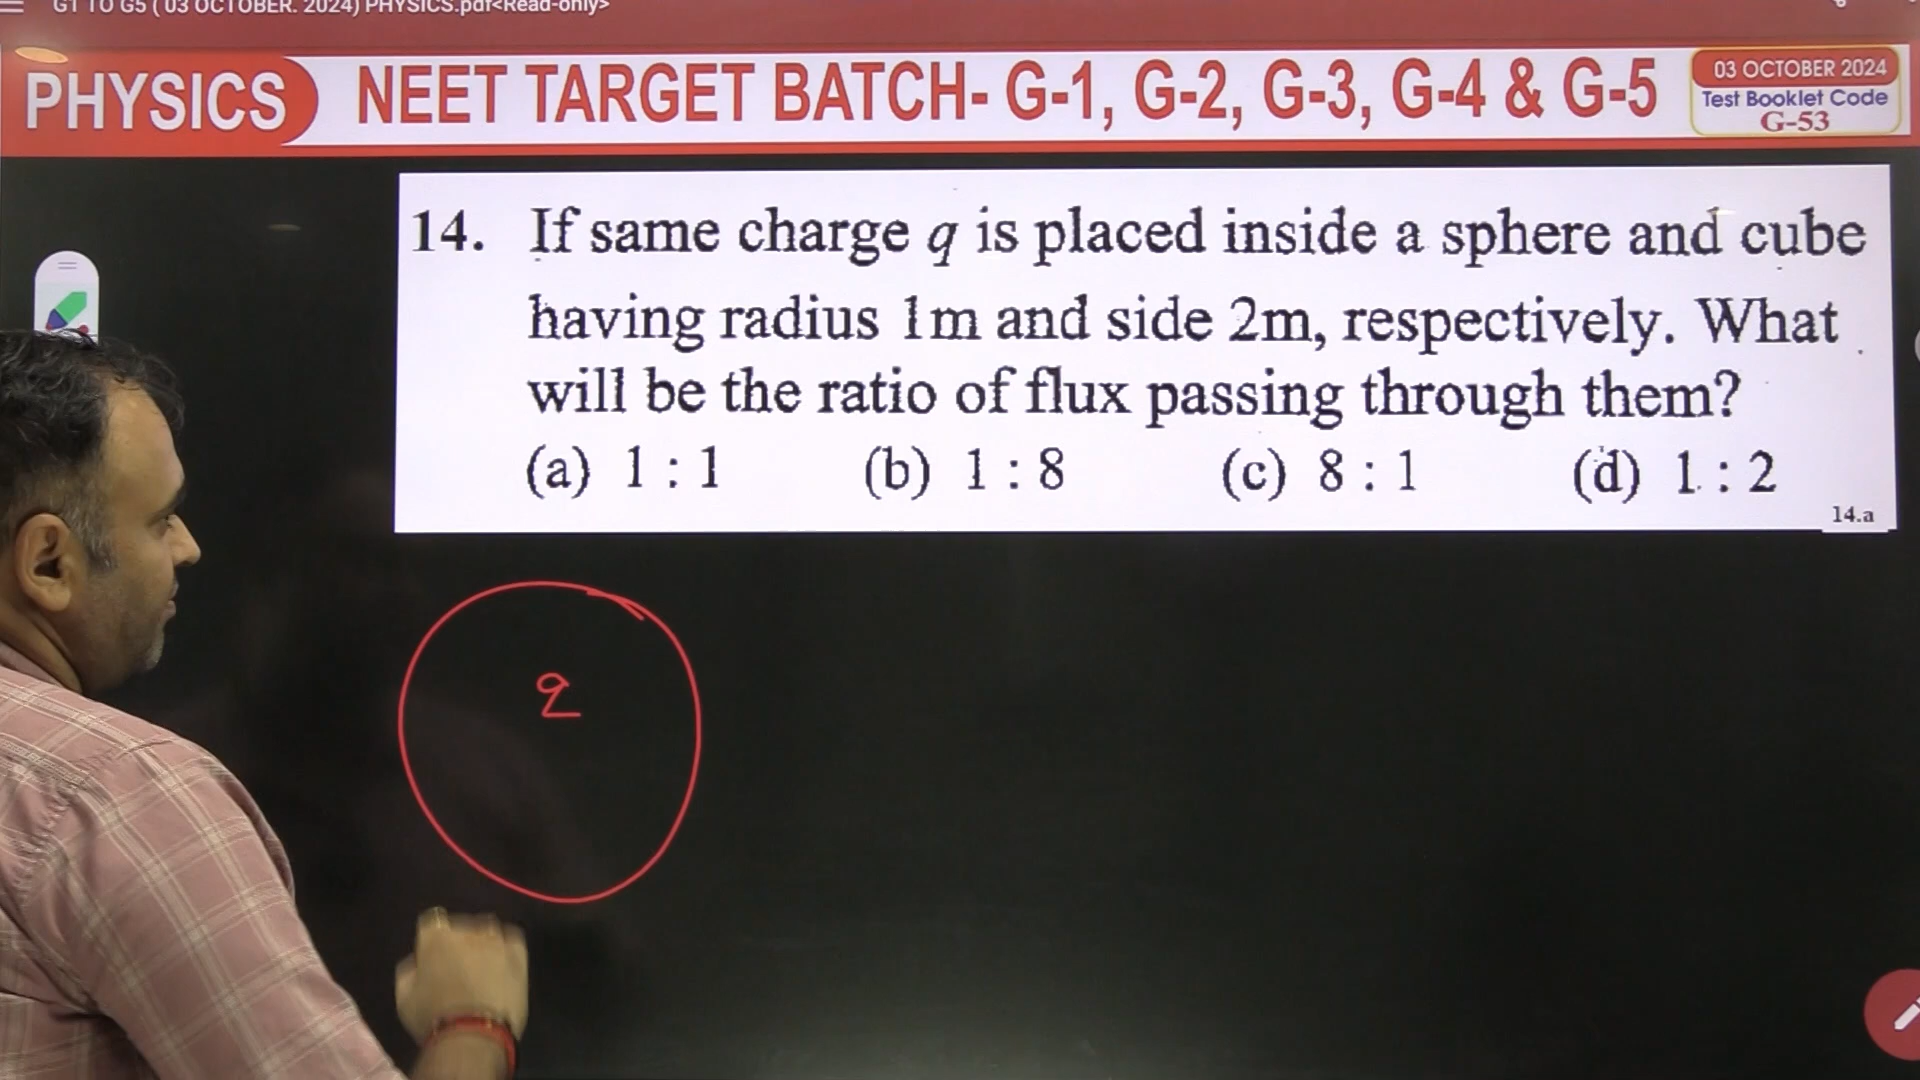 G1 TO G5 ( 03 OCTOBER. 2024) PHYSICS.pdf<Read-only>
PHYSICS
NEET TARGET BATCH- G-1, G-2, G-3, G-4 & G-5
03 OCTOBER 2024
Test Booklet Code
G-53
14. If same charge q is placed inside a sphere and cube
having radius 1m and side 2m, respectively. What
will be the ratio of flux passing through them?
(a) 1 : 1 (b) 1 : 8 (c) 8 : 1 (d) 1 : 2
14.a
q